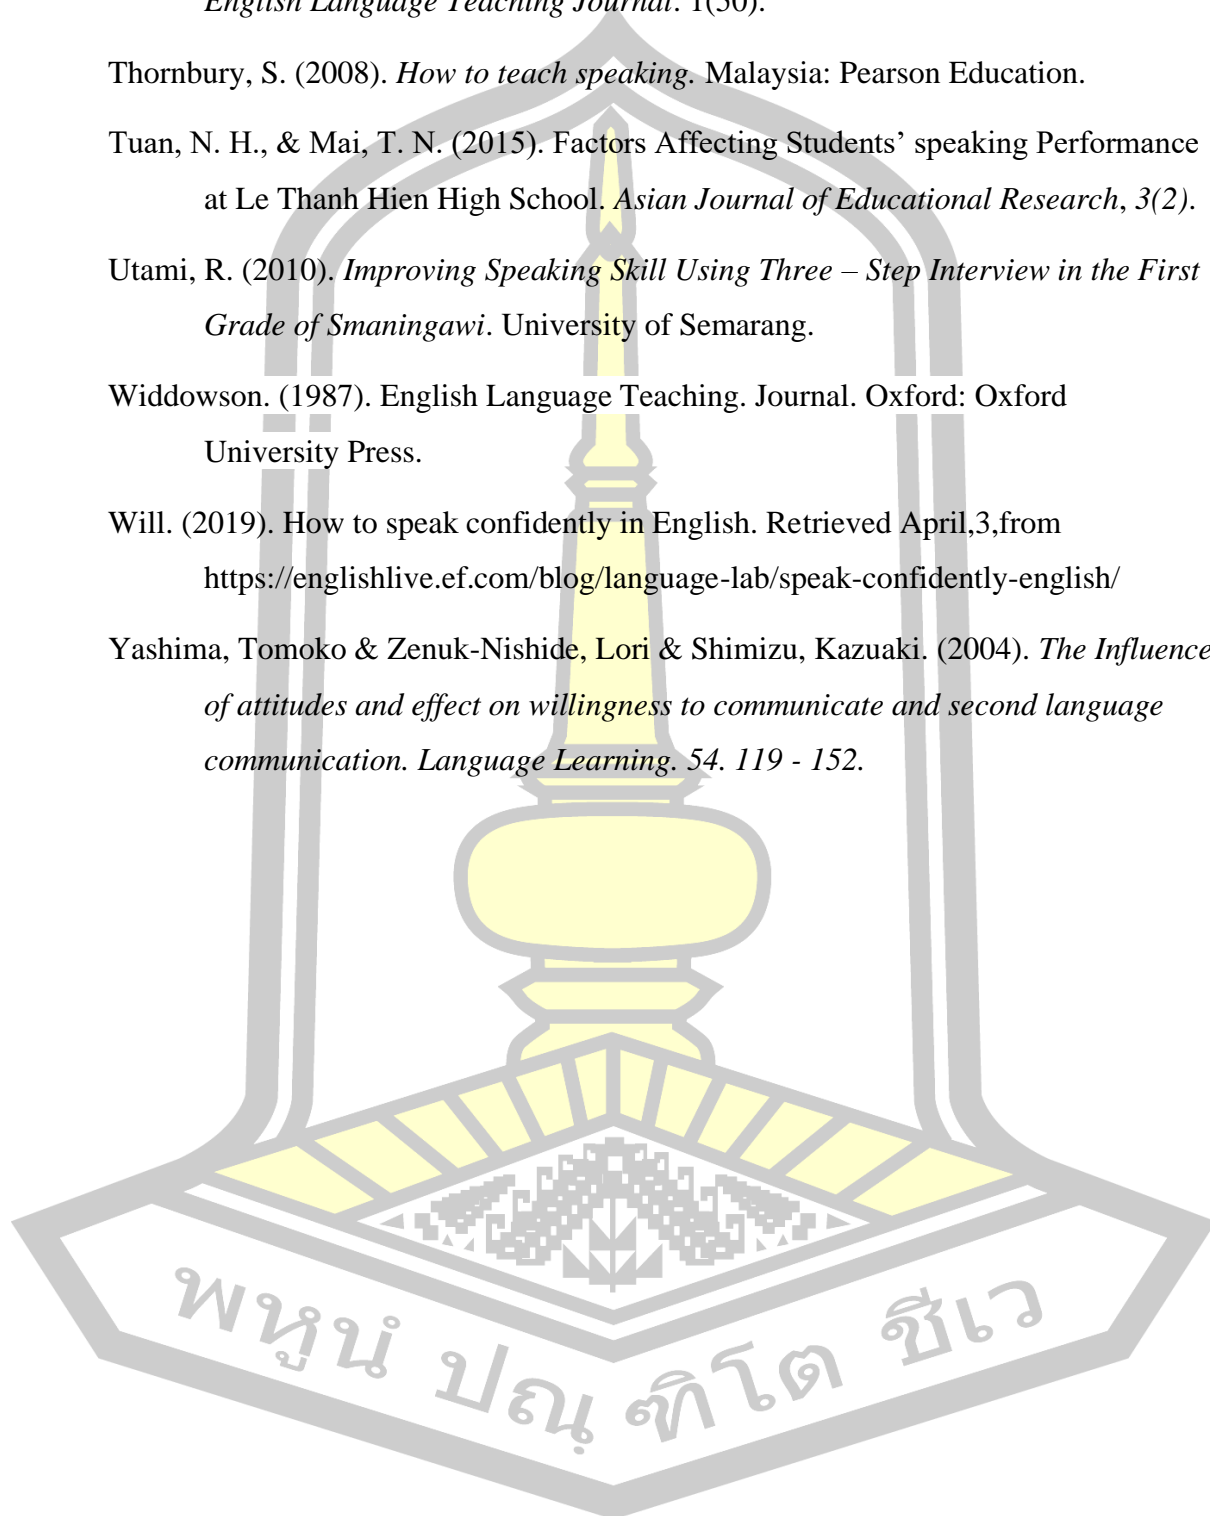 English Language Teaching Journal. 1(50).
Thornbury, S. (2008). How to teach speaking. Malaysia: Pearson Education.
Tuan, N. H., & Mai, T. N. (2015). Factors Affecting Students’ speaking Performance
at Le Thanh Hien High School. Asian Journal of Educational Research, 3(2).
Utami, R. (2010). Improving Speaking Skill Using Three – Step Interview in the First
Grade of Smaningawi. University of Semarang.
Widdowson. (1987). English Language Teaching. Journal. Oxford: Oxford
University Press.
Will. (2019). How to speak confidently in English. Retrieved April,3,from
https://englishlive.ef.com/blog/language-lab/speak-confidently-english/
Yashima, Tomoko & Zenuk-Nishide, Lori & Shimizu, Kazuaki. (2004). The Influence
of attitudes and effect on willingness to communicate and second language
communication. Language Learning. 54. 119 - 152.
พหูนํ ปณฺฑิโต ชีเว